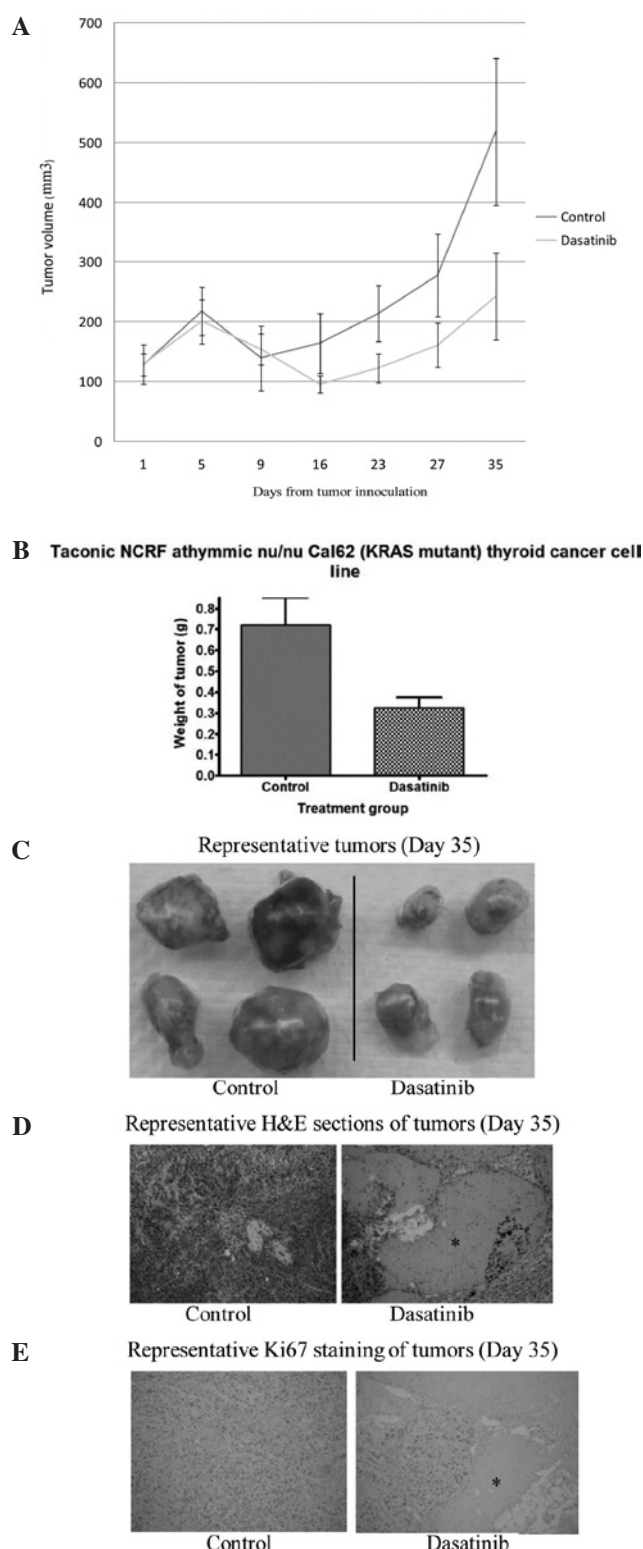 A
700
600
500
400
300
200
100
0
Tumor volume (mm3)
1 5 9 16 23 27 35
Days from tumor innoculation
Control
Dasatinib
B Taconic NCRF athymmic nu/nu Cal62 (KRAS mutant) thyroid cancer cell
line
0.8
0.7
0.6
0.5
0.4
0.3
0.2
0.1
0.0
Weight of tumor (g)
Control Dasatinib
Treatment group
C Representative tumors (Day 35)
Control Dasatinib
D Representative H&E sections of tumors (Day 35)
*
Control Dasatinib
E Representative Ki67 staining of tumors (Day 35)
*
Control Dasatinib